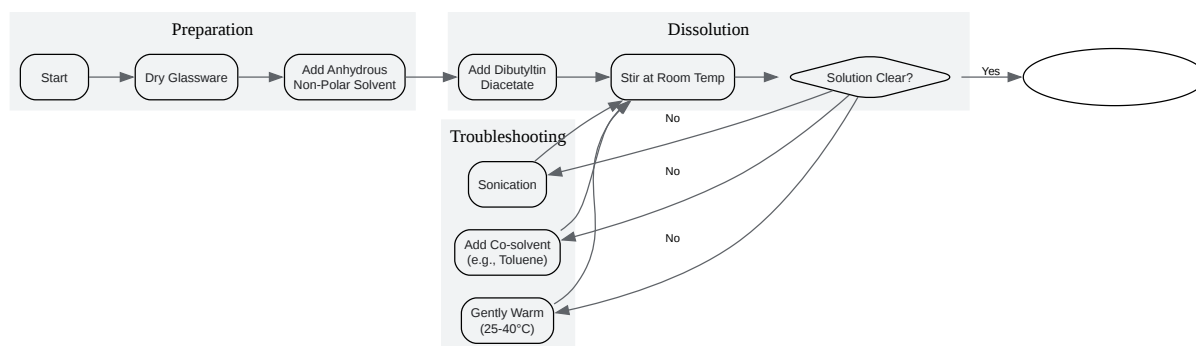 Preparation
Dissolution
Start
Dry Glassware
Add Anhydrous
Non-Polar Solvent
Add Dibutyltin
Diacetate
Stir at Room Temp
Solution Clear?
Yes
Troubleshooting
No
Sonication
No
Add Co-solvent
(e.g., Toluene)
No
Gently Warm
(25-40°C)